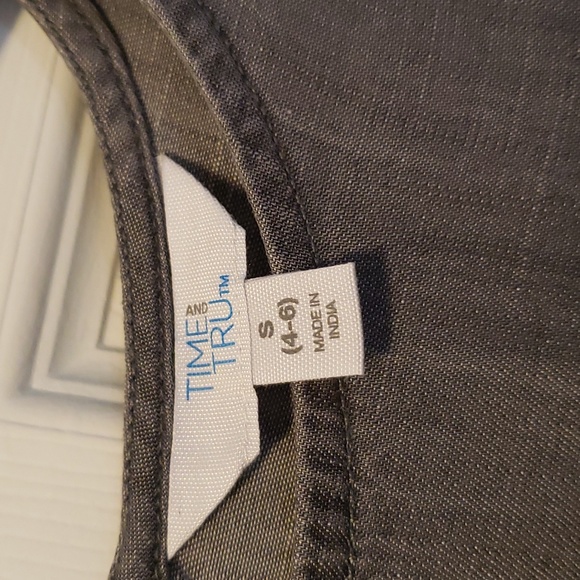 TIME AND
TRU™
S
(4-6)
MADE IN
INDIA